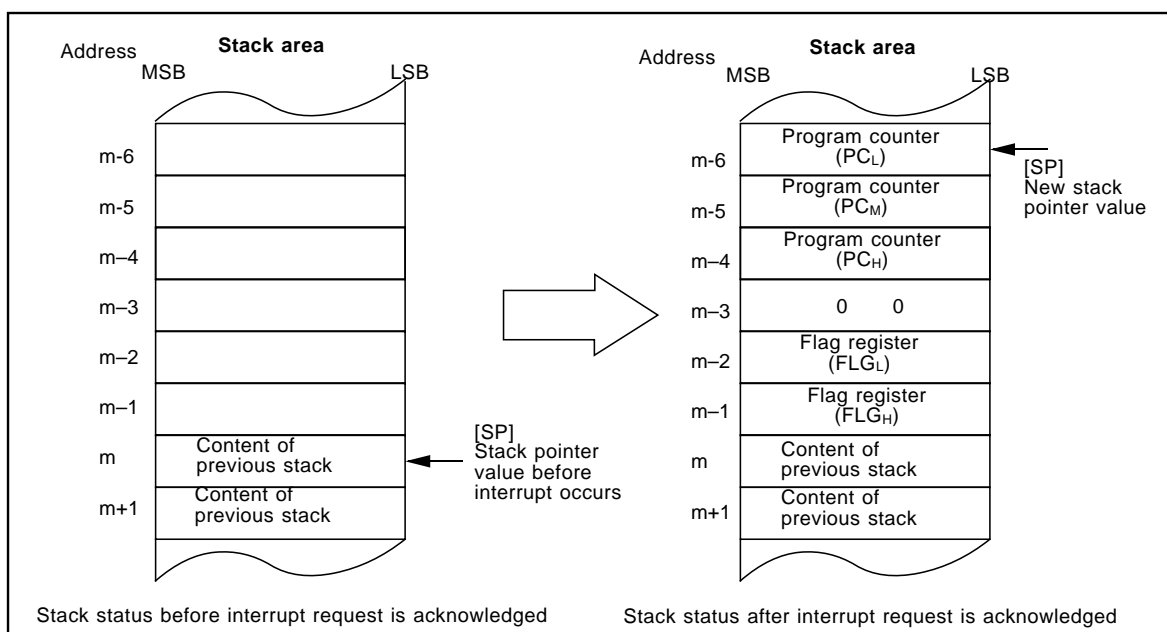 Stack area
Address
MSB
LSB
m-6
m-5
m–4
m–3
m–2
m–1
m
Content of
previous stack
m+1
Content of
previous stack
[SP]
Stack pointer
value before
interrupt occurs
Stack status before interrupt request is acknowledged
Stack area
Address
MSB
LSB
m-6
Program counter
(PCL)
[SP]
New stack
pointer value
m-5
Program counter
(PCM)
m–4
Program counter
(PCH)
m–3
0 0
m–2
Flag register
(FLGL)
m–1
Flag register
(FLGH)
m
Content of
previous stack
m+1
Content of
previous stack
Stack status after interrupt request is acknowledged